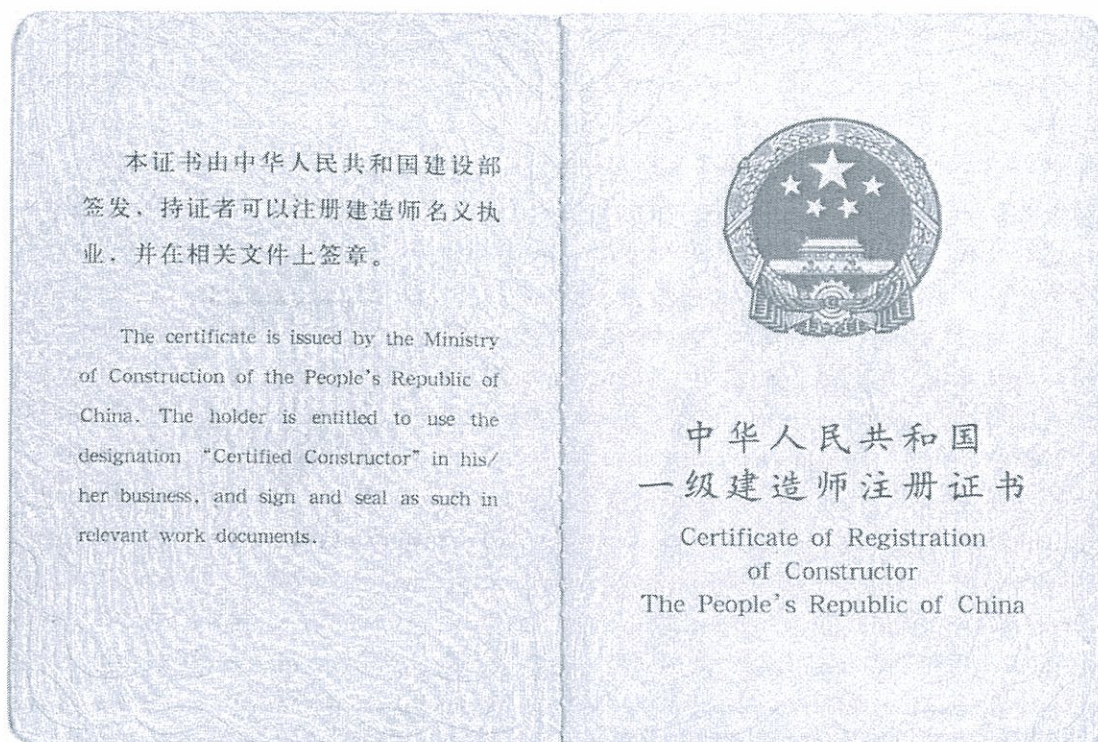 本证书由中华人民共和国建设部
签发，持证者可以注册建造师名义执
业，并在相关文件上签章。
The certificate is issued by the Ministry
of Construction of the People's Republic of
China. The holder is entitled to use the
designation “Certified Constructor” in his/
her business, and sign and seal as such in
relevant work documents.
中华人民共和国
一级建造师注册证书
Certificate of Registration
of Constructor
The People's Republic of China